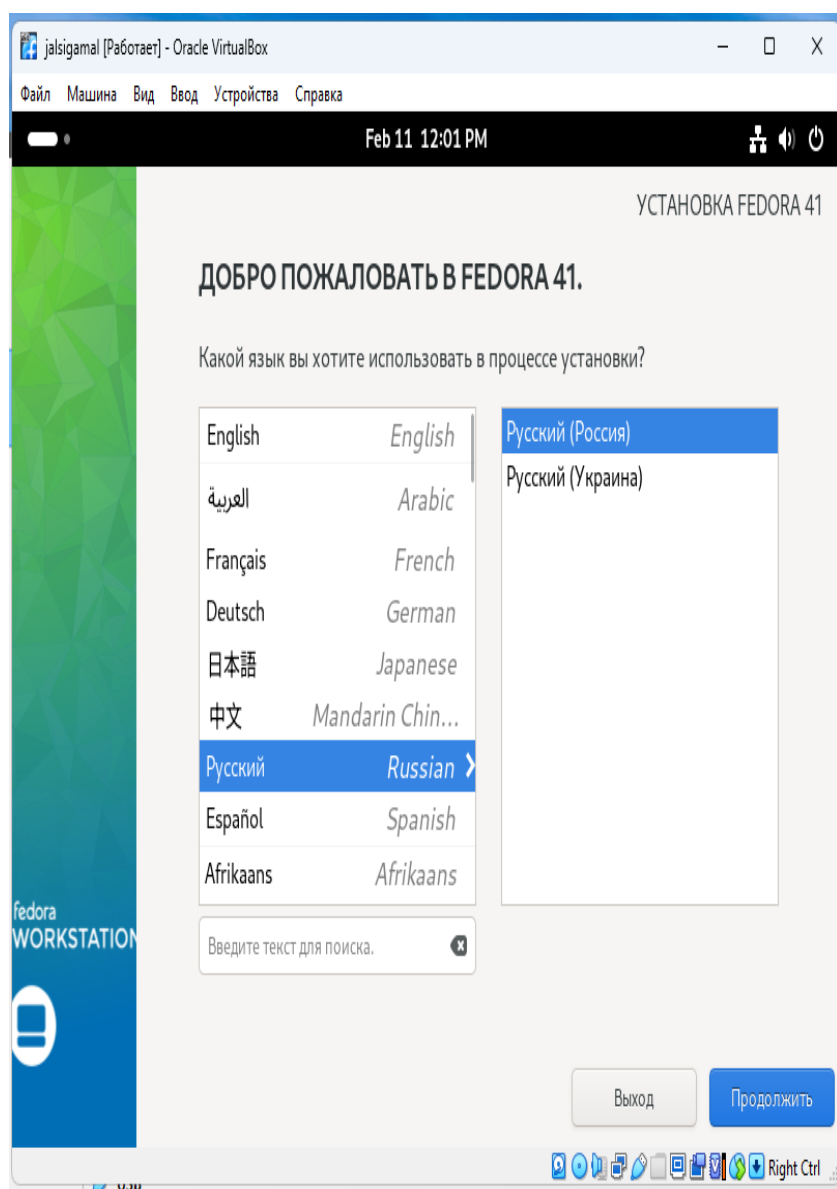 jalsigamal [Работает] - Oracle VirtualBox
Файл Машина Вид Ввод Устройства Справка
Feb 11 12:01 PM
УСТАНОВКА FEDORA 41
ДОБРО ПОЖАЛОВАТЬ В FEDORA 41.
Какой язык вы хотите использовать в процессе установки?
English English
العربية Arabic
Français French
Deutsch German
日本語 Japanese
中文 Mandarin Chin...
Русский Russian
Español Spanish
Afrikaans Afrikaans
Русский (Россия)
Русский (Украина)
Введите текст для поиска.
fedora
WORKSTATION
Выход Продолжить
Right Ctrl